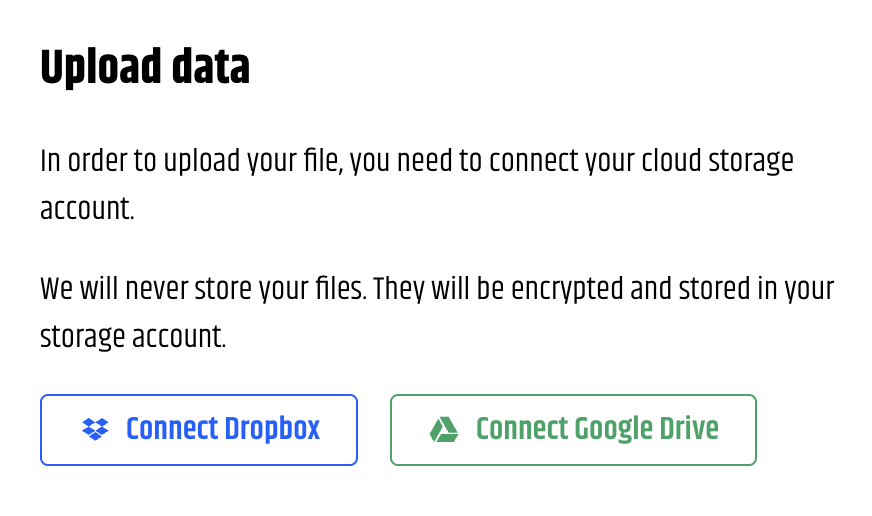 Upload data
In order to upload your file, you need to connect your cloud storage
account.
We will never store your files. They will be encrypted and stored in your
storage account.
Connect Dropbox
Connect Google Drive